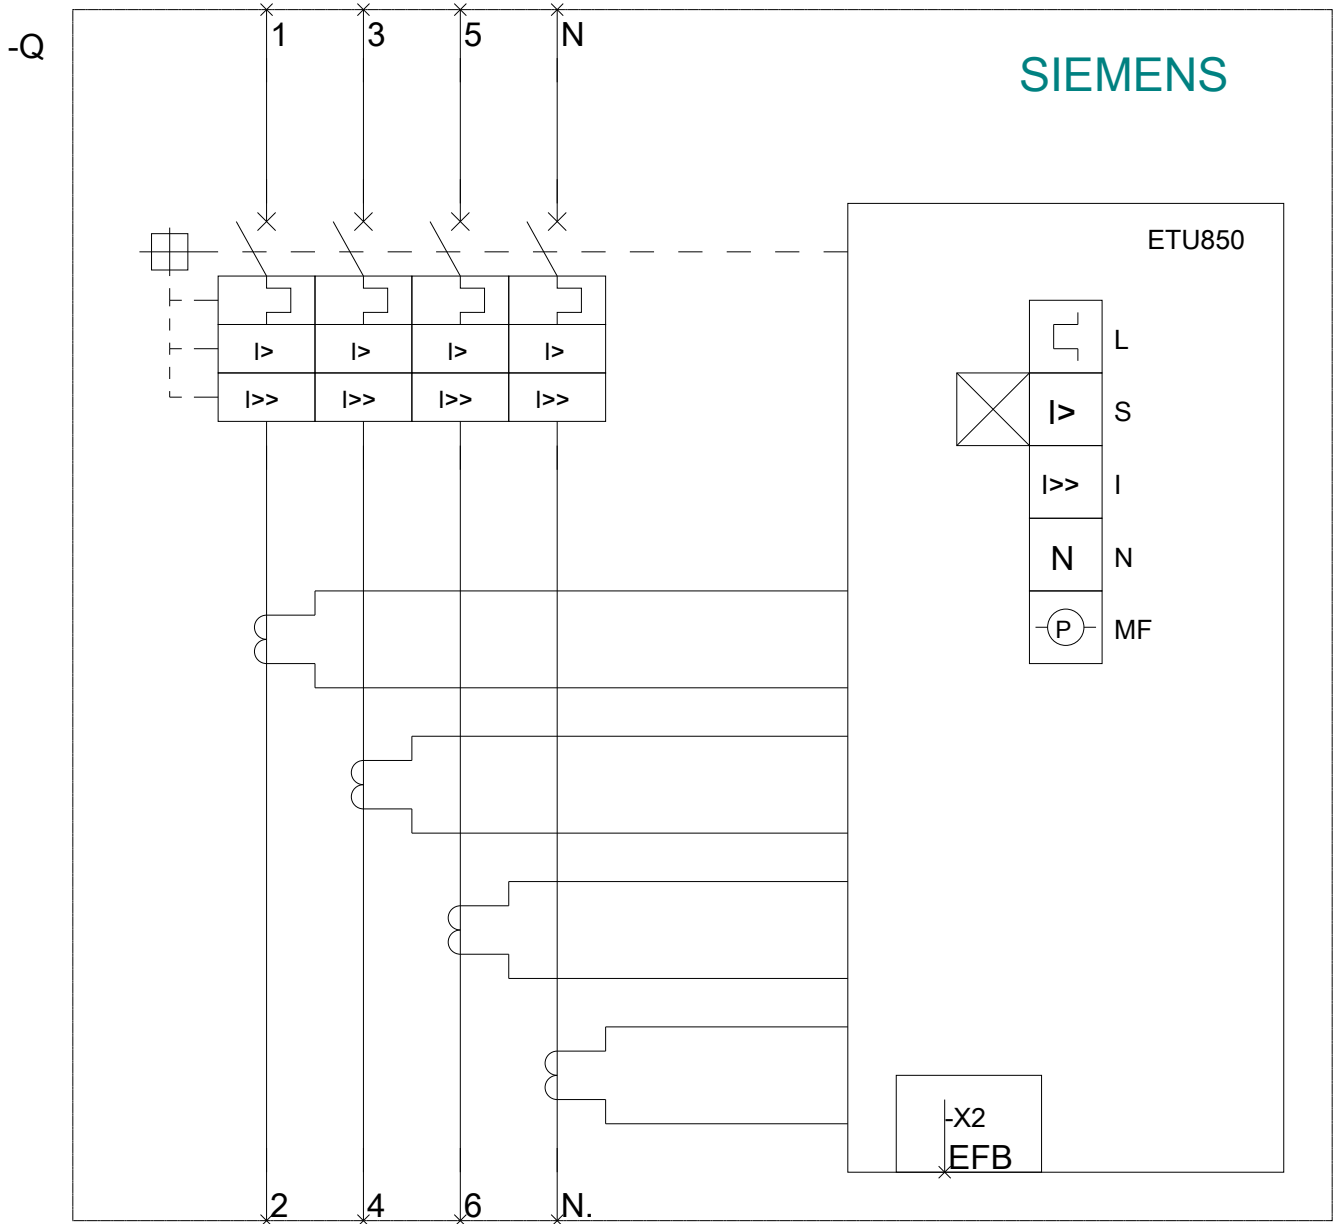 1 3 5 N
-Q
SIEMENS
ETU850
L
I> I> I> I>
I>> I>> I>> I>>
I> S
I>> I
N N
P MF
-X2
EFB
2 4 6 N.